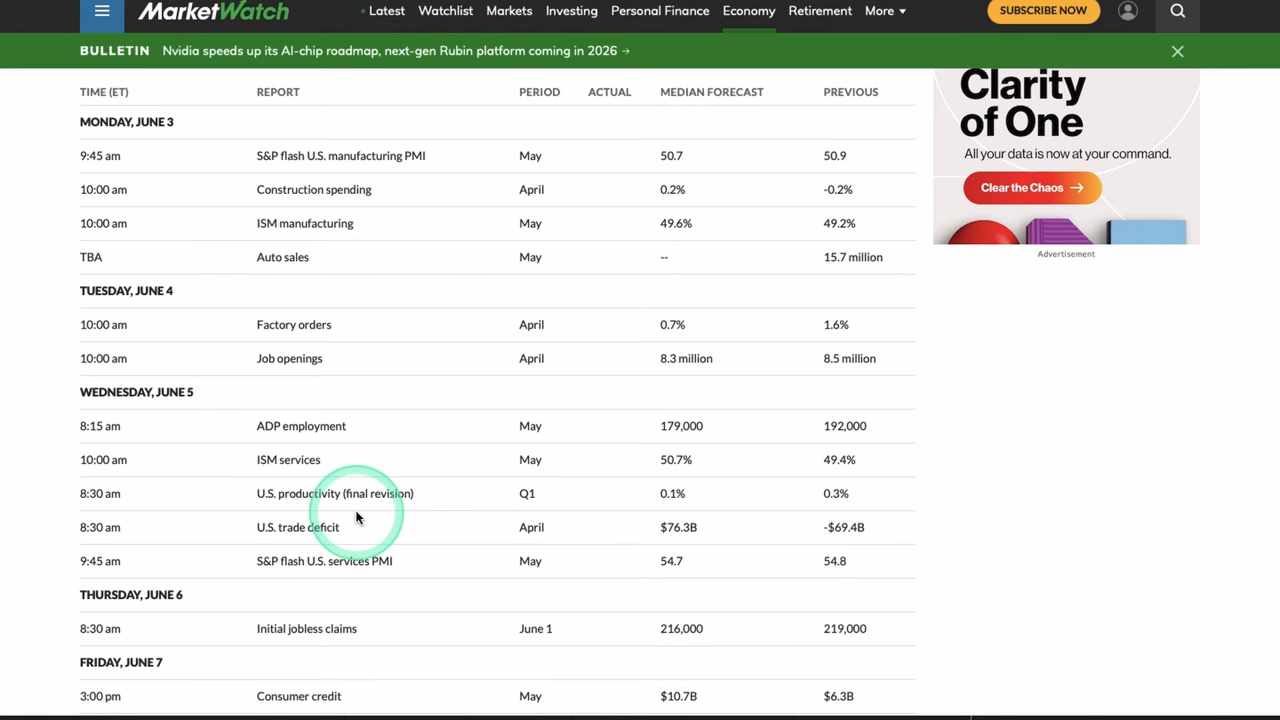 MarketWatch
Latest Watchlist Markets Investing Personal Finance Economy Retirement More SUBSCRIBE NOW
BULLETIN Nvidia speeds up its AI-chip roadmap, next-gen Rubin platform coming in 2026 →
TIME (ET) REPORT PERIOD ACTUAL MEDIAN FORECAST PREVIOUS
MONDAY, JUNE 3
9:45 am S&P flash U.S. manufacturing PMI May 50.7 50.9
10:00 am Construction spending April 0.2% -0.2%
10:00 am ISM manufacturing May 49.6% 49.2%
TBA Auto sales May -- 15.7 million
TUESDAY, JUNE 4
10:00 am Factory orders April 0.7% 1.6%
10:00 am Job openings April 8.3 million 8.5 million
WEDNESDAY, JUNE 5
8:15 am ADP employment May 179,000 192,000
10:00 am ISM services May 50.7% 49.4%
8:30 am U.S. productivity (final revision) Q1 0.1% 0.3%
8:30 am U.S. trade deficit April $76.3B -$69.4B
9:45 am S&P flash U.S. services PMI May 54.7 54.8
THURSDAY, JUNE 6
8:30 am Initial jobless claims June 1 216,000 219,000
FRIDAY, JUNE 7
3:00 pm Consumer credit May $10.7B $6.3B
Clarity
of One
All your data is now at your command.
Clear the Chaos →
Advertisement